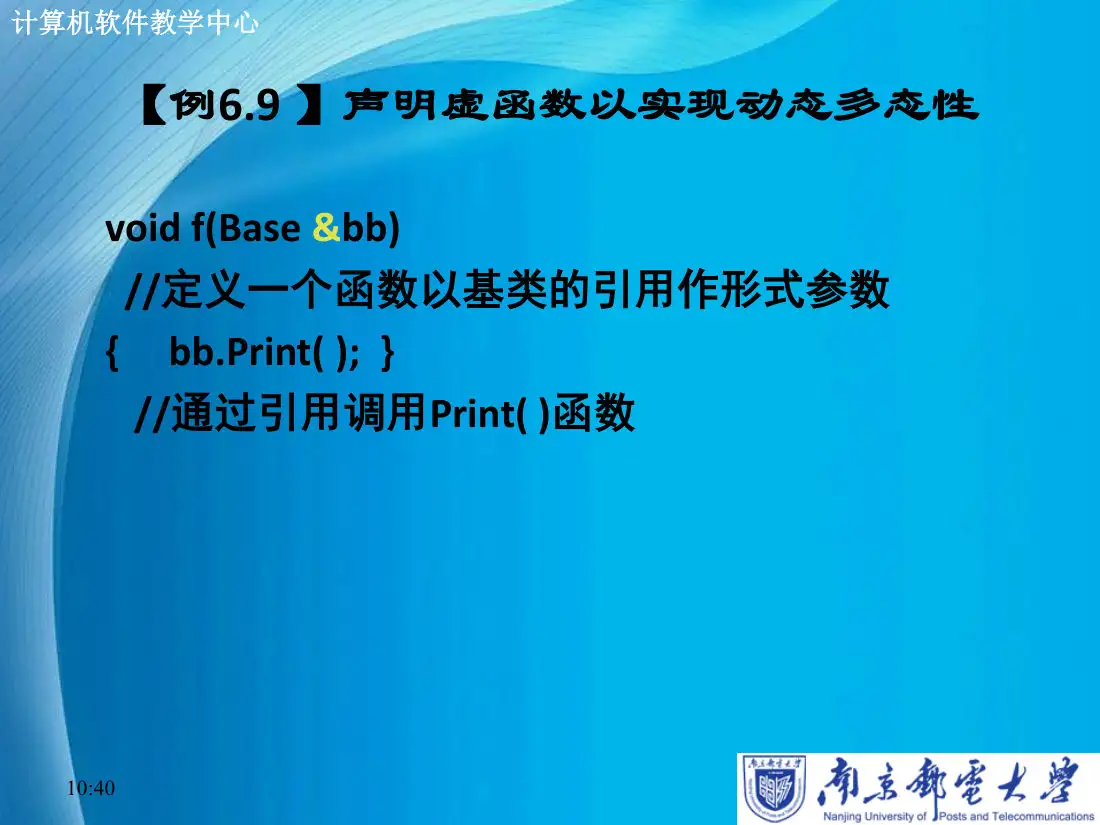 计算机软件教学中心
【例6.9 】声明虚函数以实现动态多态性
void f(Base &bb)
//定义一个函数以基类的引用作形式参数
{ bb.Print( ); }
//通过引用调用Print( )函数
10:40
南京邮电大学
Nanjing University of Posts and Telecommunications